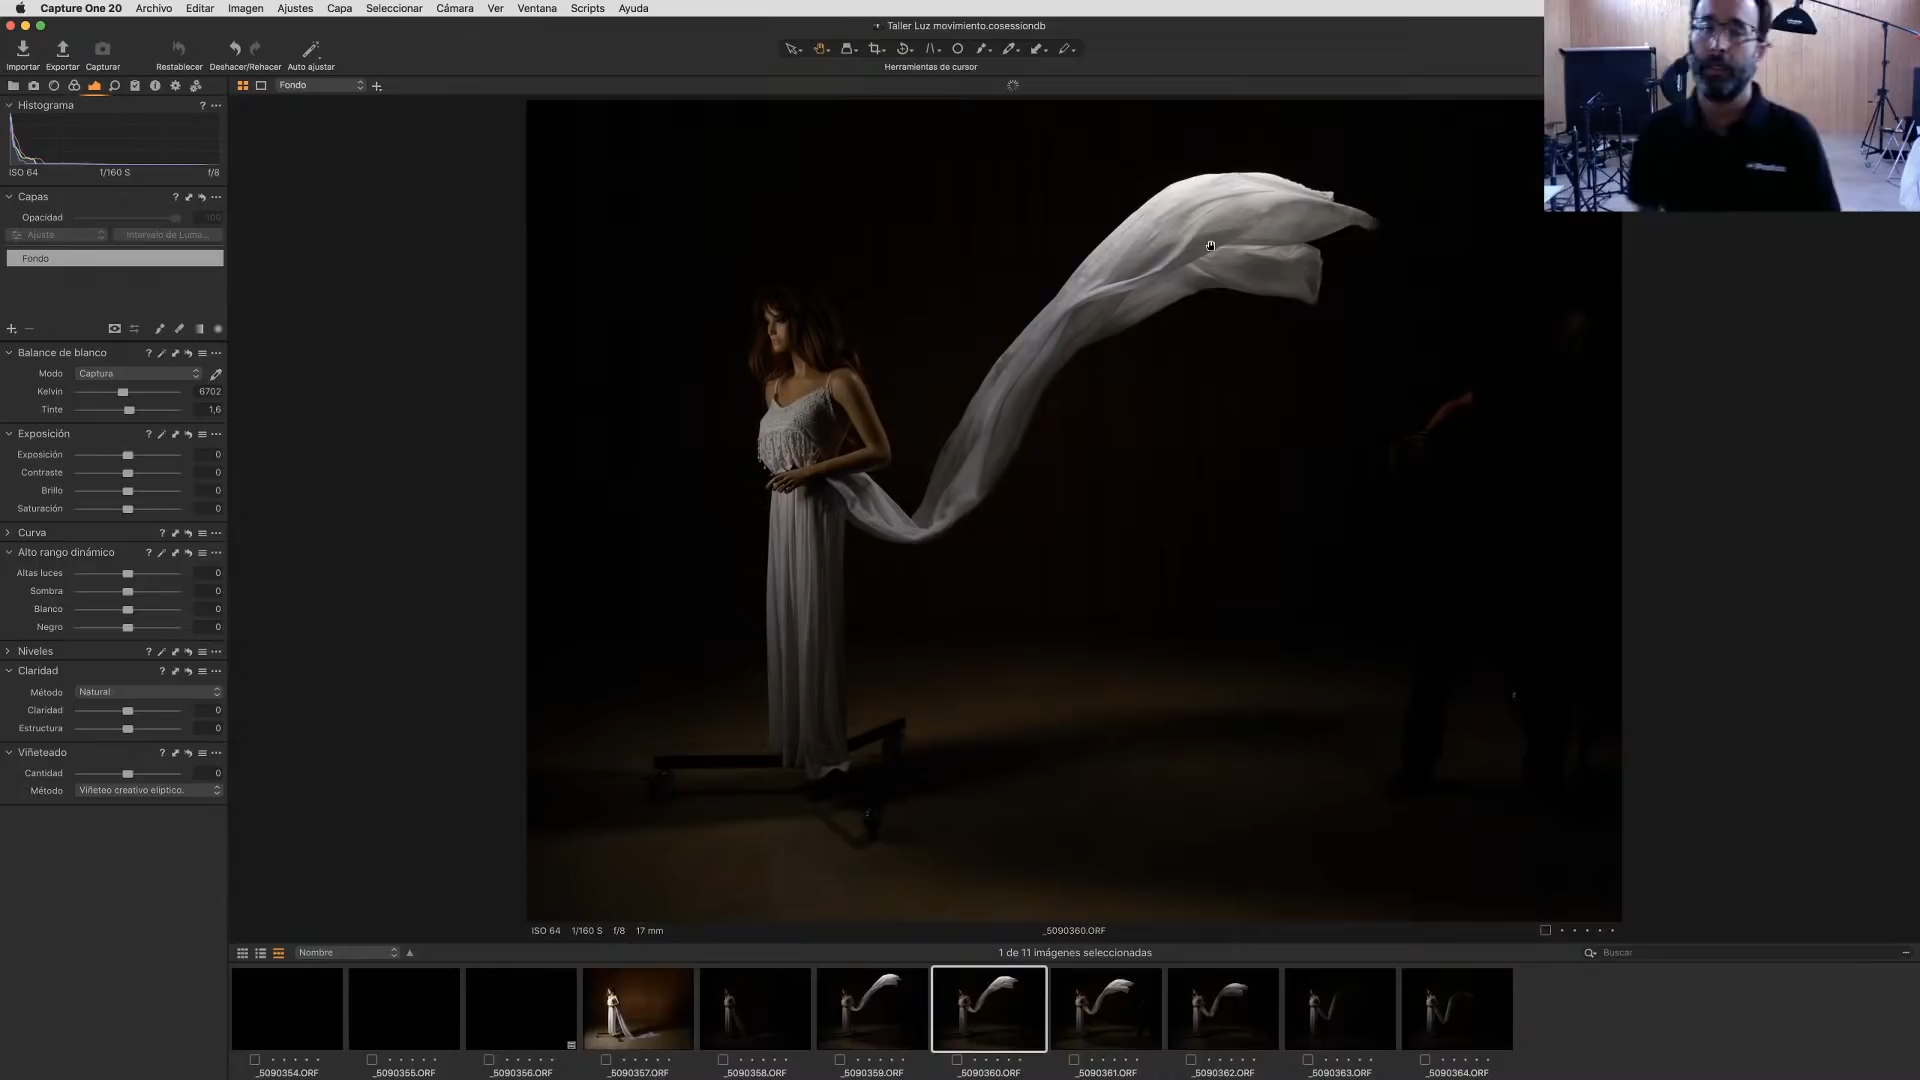 Capture One 20 Archivo Editar Imagen Ajustes Capa Seleccionar Cámara Ver Ventana Scripts Ayuda
Taller Luz movimiento.cosessiondb
Importar Exportar Capturar Restablecer Deshacer/Rehacer Auto ajustar Herramientas de cursor
Fondo
Histograma ?
ISO 64 1/160 S f/8
Capas ?
Opacidad 100
Ajuste Intervalo de Luma...
Fondo
Balance de blanco ?
Modo Captura
Kelvin 6702
Tinte 1,6
Exposición ?
Exposición 0
Contraste 0
Brillo 0
Saturación 0
Curva ?
Alto rango dinámico ?
Altas luces 0
Sombra 0
Blanco 0
Negro 0
Niveles ?
Claridad ?
Método Natural
Claridad 0
Estructura 0
Viñeteado ?
Cantidad 0
Método Viñeteo creativo elíptico.
ISO 64 1/160 S f/8 17 mm _5090360.ORF
Nombre 1 de 11 imágenes seleccionadas Buscar
_5090354.ORF _5090355.ORF _5090356.ORF _5090357.ORF _5090358.ORF _5090359.ORF _5090360.ORF _5090361.ORF _5090362.ORF _5090363.ORF _5090364.ORF